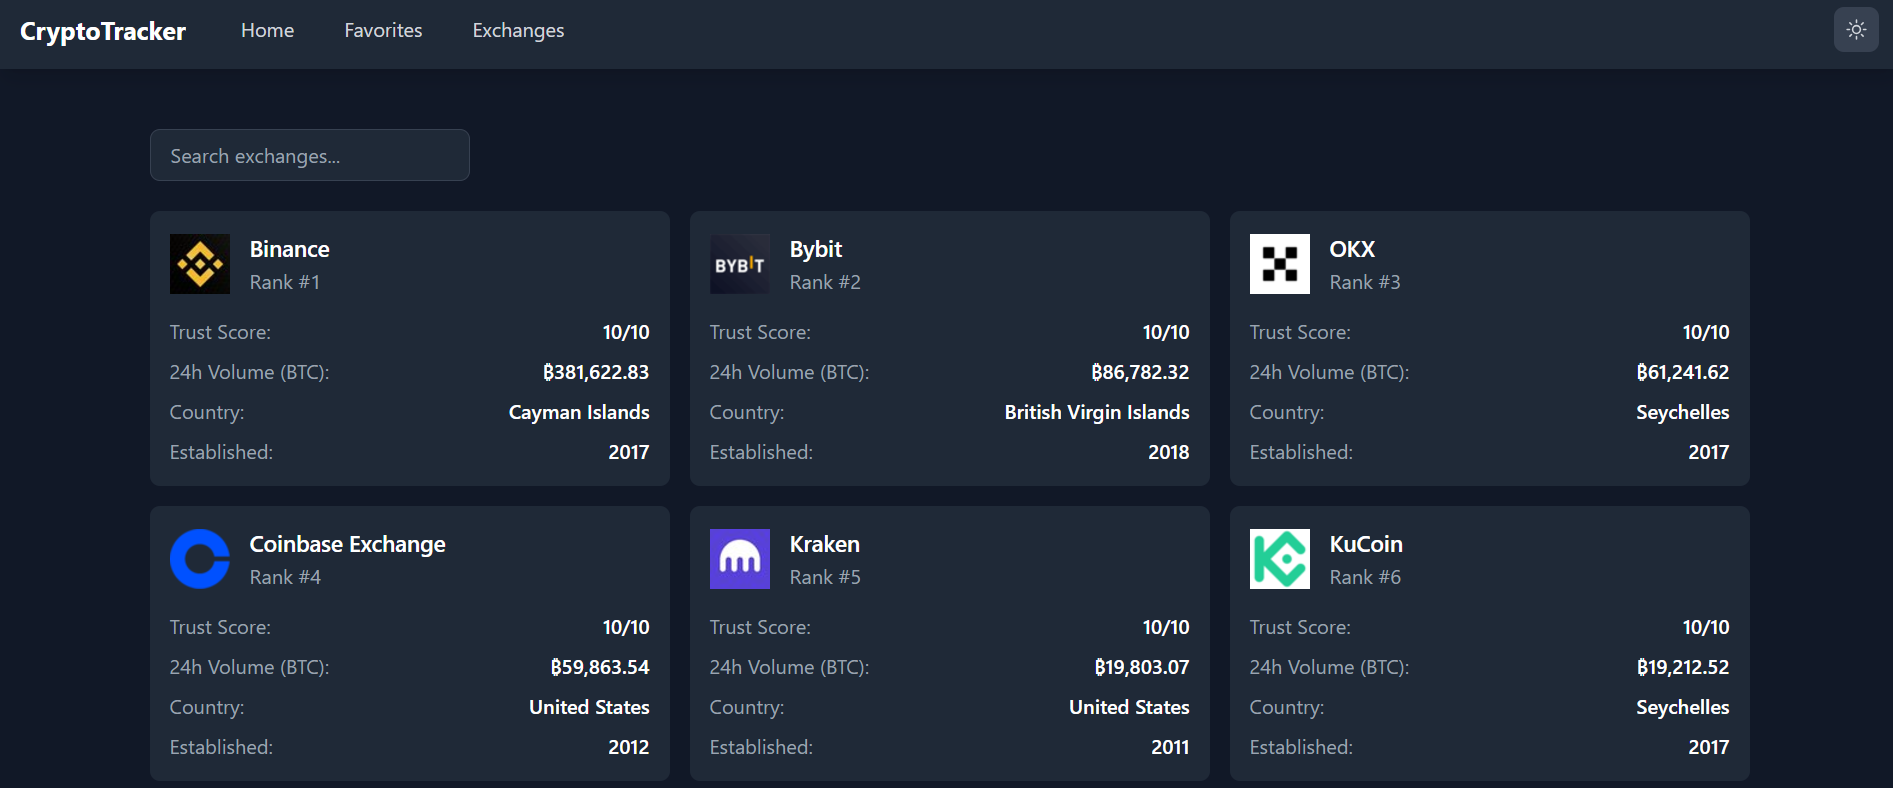 CryptoTracker Home Favorites Exchanges
Search exchanges...
Binance
Rank #1
Trust Score: 10/10
24h Volume (BTC): ₿381,622.83
Country: Cayman Islands
Established: 2017
BYBIT
Bybit
Rank #2
Trust Score: 10/10
24h Volume (BTC): ₿86,782.32
Country: British Virgin Islands
Established: 2018
OKX
Rank #3
Trust Score: 10/10
24h Volume (BTC): ₿61,241.62
Country: Seychelles
Established: 2017
Coinbase Exchange
Rank #4
Trust Score: 10/10
24h Volume (BTC): ₿59,863.54
Country: United States
Established: 2012
Kraken
Rank #5
Trust Score: 10/10
24h Volume (BTC): ₿19,803.07
Country: United States
Established: 2011
KuCoin
Rank #6
Trust Score: 10/10
24h Volume (BTC): ₿19,212.52
Country: Seychelles
Established: 2017